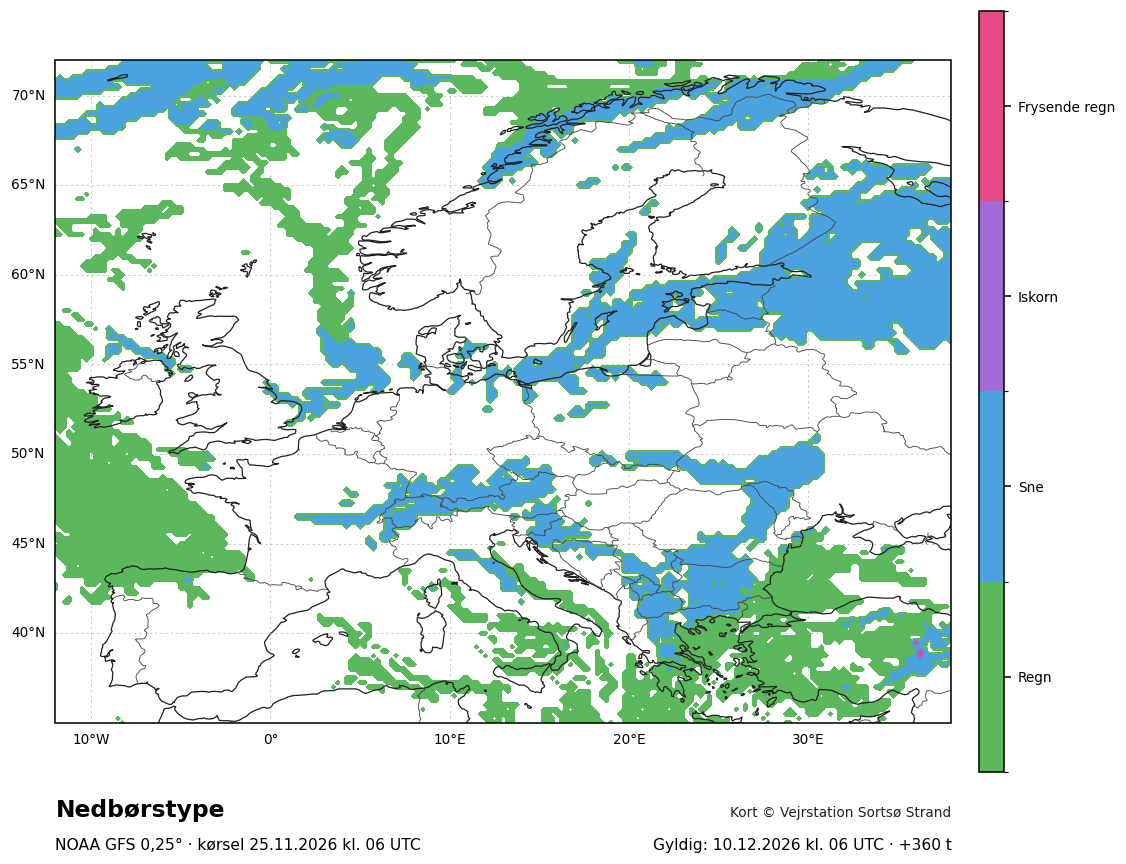 Frysende regn
Iskorn
Sne
Regn
70°N
65°N
60°N
55°N
50°N
45°N
40°N
10°W
0°
10°E
20°E
30°E
Nedbørstype
Kort © Vejrstation Sortsø Strand
NOAA GFS 0,25° · kørsel 25.11.2026 kl. 06 UTC
Gyldig: 10.12.2026 kl. 06 UTC · +360 t